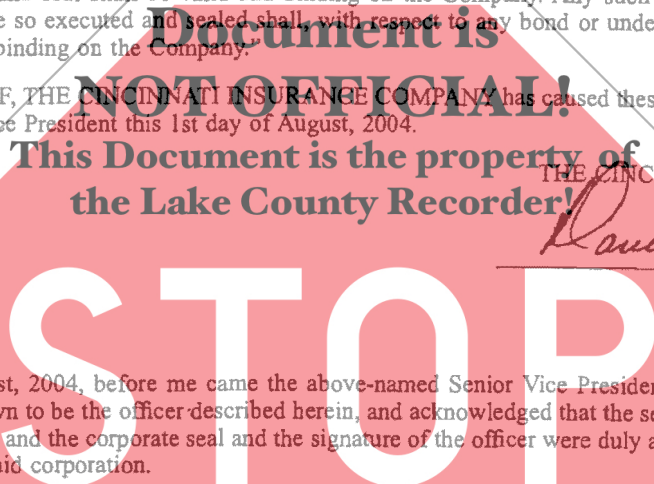 e so executed and sealed shall, with respect to any bond or unde
binding on the Company."
Document is
NOT OFFICIAL!
This Document is the property of
the Lake County Recorder!
F, THE CINCINNATI INSURANCE COMPANY has caused thes
ce President this 1st day of August, 2004.
THE CINC
STOP
st, 2004, before me came the above-named Senior Vice Presiden
wn to be the officer described herein, and acknowledged that the se
and the corporate seal and the signature of the officer were duly a
aid corporation.